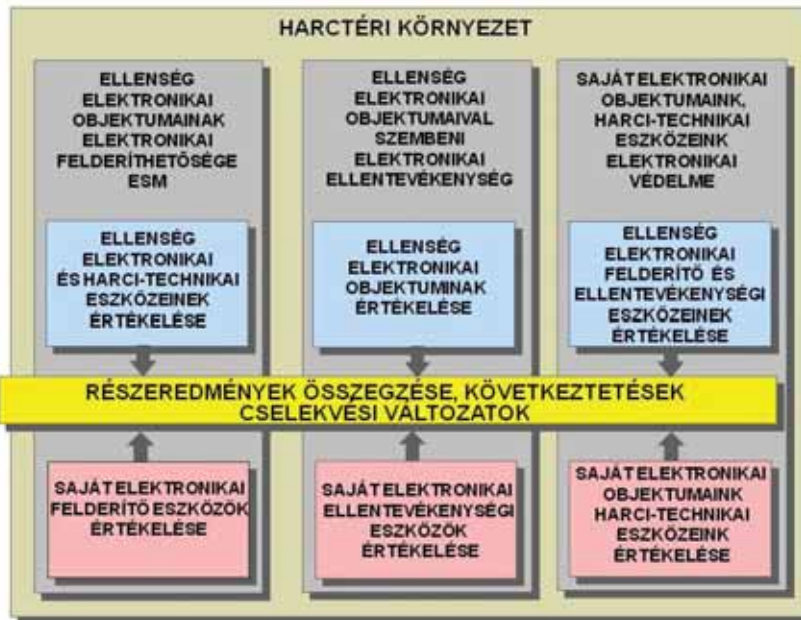 HARCTÉRI KÖRNYEZET
ELLENSÉG
ELEKTRONIKAI
OBJEKTUMAINAK
ELEKTRONIKAI
FELDERÍTHETŐSÉGE
ESM
ELLENSÉG
ELEKTRONIKAI
ÉS HARCI-TECHNIKAI
ESZKÖZEINEK
ÉRTÉKELÉSE
ELLENSÉG
ELEKTRONIKAI
OBJEKTUMAIVAL
SZEMBENI
ELEKTRONIKAI
ELLENTEVÉKENYSÉG
ELLENSÉG
ELEKTRONIKAI
OBJEKTUMINAK
ÉRTÉKELÉSE
SAJÁT ELEKTRONIKAI
OBJEKTUMAINK,
HARCI-TECHNIKAI
ESZKÖZEINK
ELEKTRONIKAI
VÉDELME
ELLENSÉG
ELEKTRONIKAI
FELDERÍTŐ ÉS
ELLENTEVÉKENYSÉGI
ESZKÖZEINEK
ÉRTÉKELÉSE
RÉSZEREDMÉNYEK ÖSSZEGZÉSE, KÖVETKEZTETÉSEK
CSELEKVÉSI VÁLTOZATOK
SAJÁT ELEKTRONIKAI
FELDERÍTŐ ESZKÖZÖK
ÉRTÉKELÉSE
SAJÁT ELEKTRONIKAI
ELLENTEVÉKENYSÉGI
ESZKÖZÖK
ÉRTÉKELÉSE
SAJÁT ELEKTRONIKAI
OBJEKTUMAINK
HARCI-TECHNIKAI
ESZKÖZEINK
ÉRTÉKELÉSE